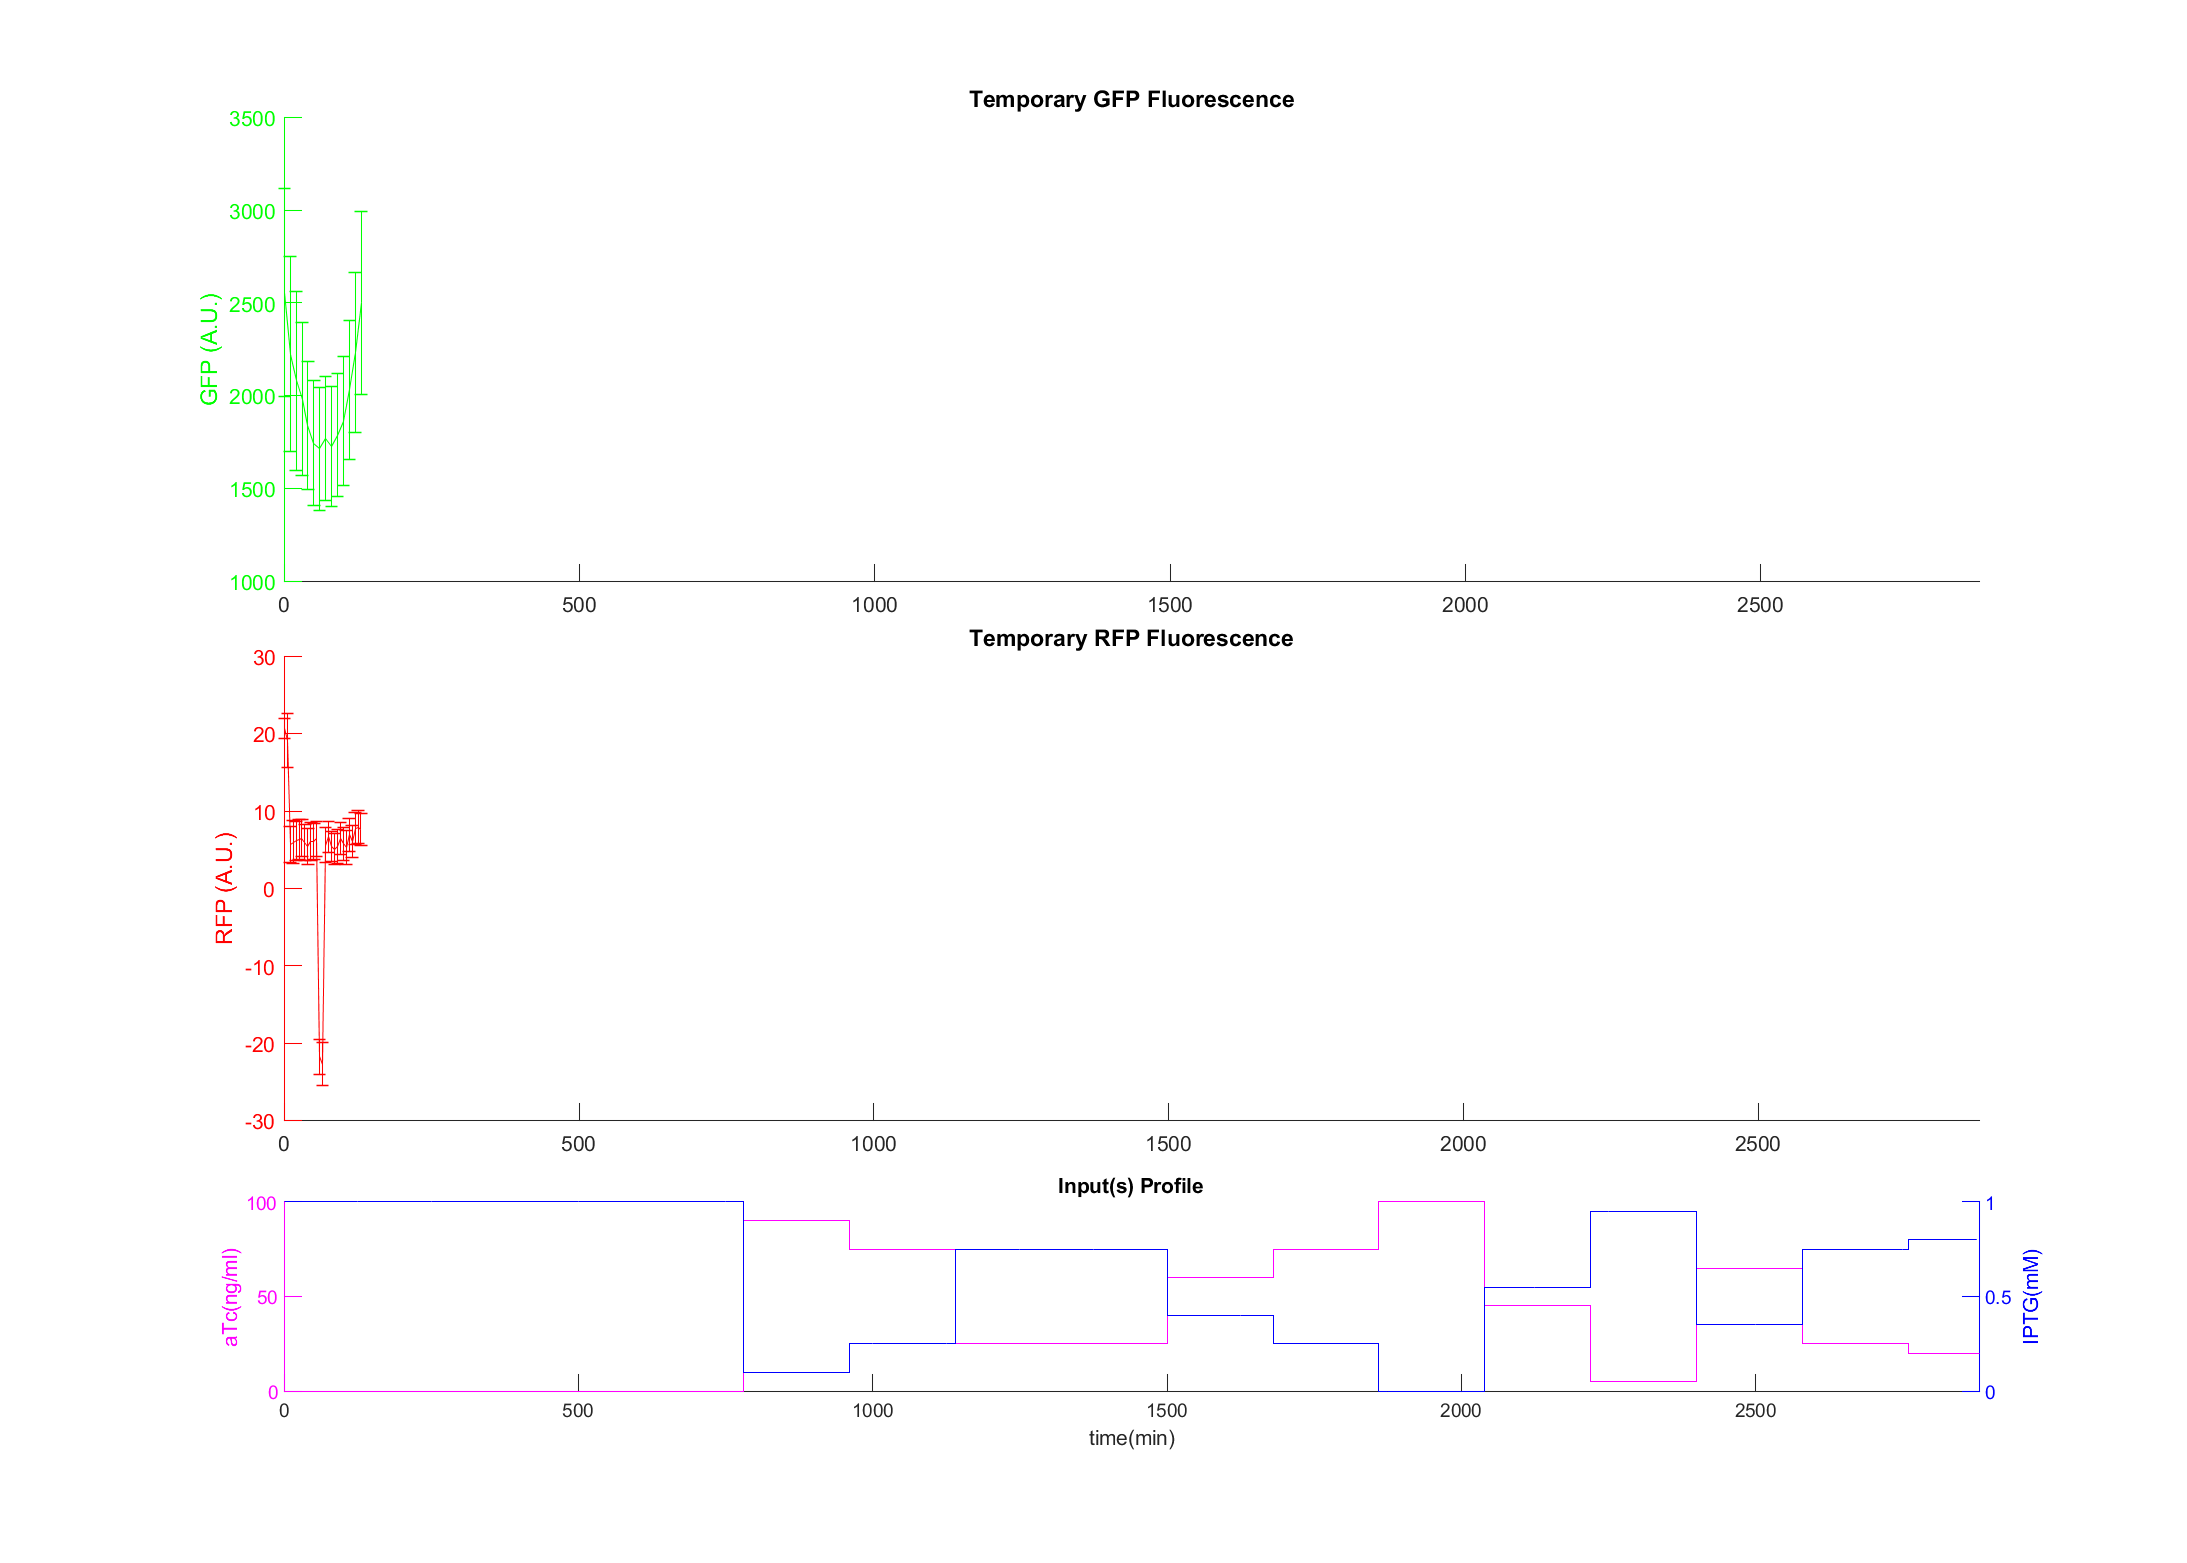 Temporary GFP Fluorescence
3500
3000
2500
2000
1500
1000
GFP (A.U.)
0 500 1000 1500 2000 2500
Temporary RFP Fluorescence
30
20
10
0
-10
-20
-30
RFP (A.U.)
0 500 1000 1500 2000 2500
Input(s) Profile
100
50
0
aTc(ng/ml)
1
0.5
0
IPTG(mM)
0 500 1000 1500 2000 2500
time(min)